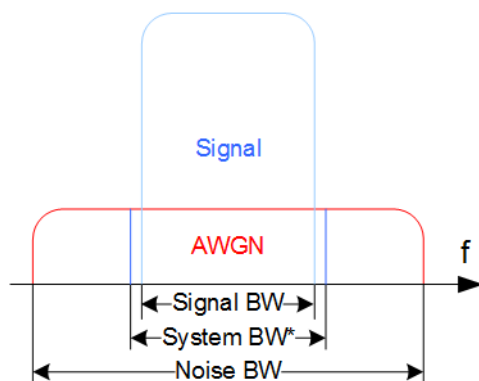 Signal
AWGN
f
Signal BW
System BW*
Noise BW